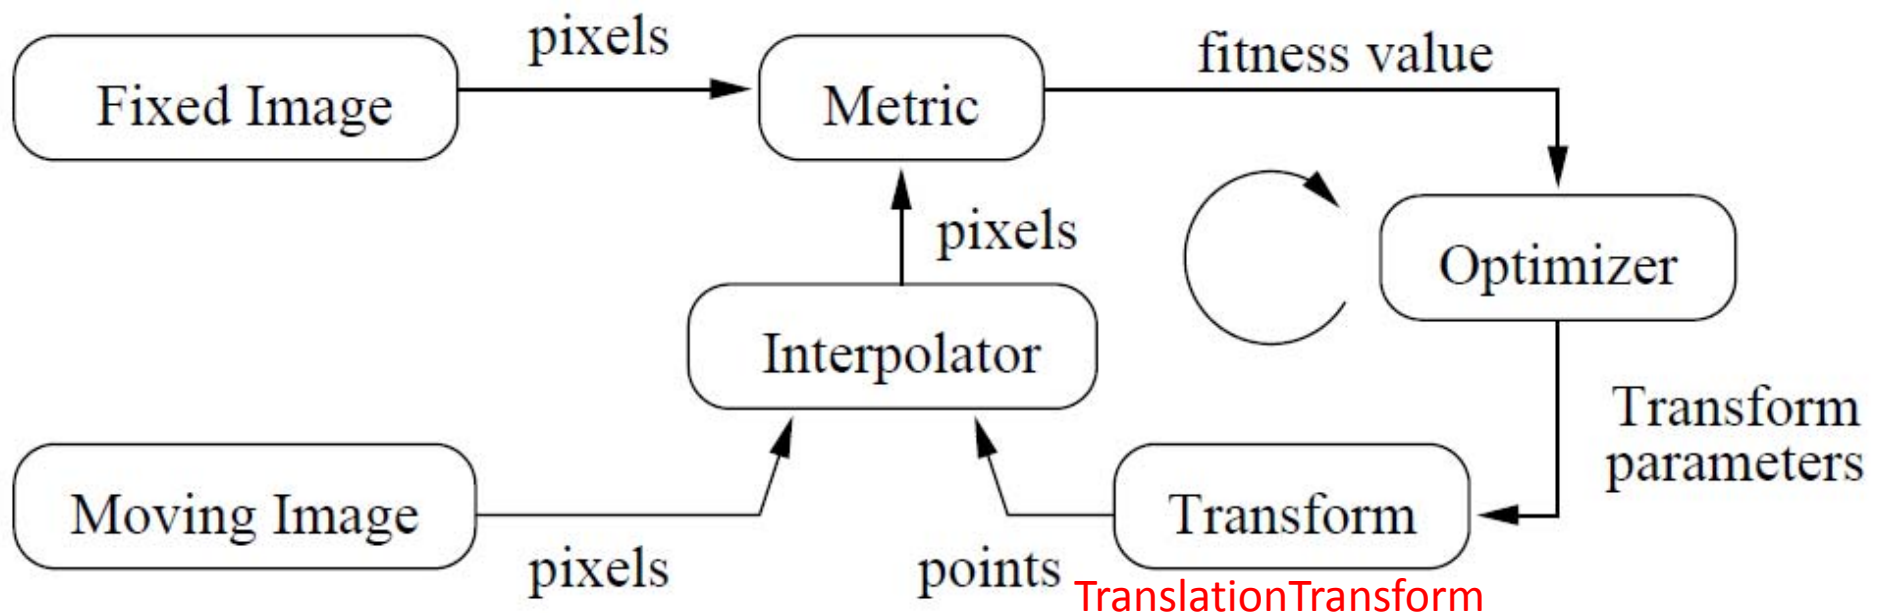 pixels
fitness value
Fixed Image
Metric
pixels
Optimizer
Interpolator
Transform
parameters
Moving Image
Transform
pixels
points
TranslationTransform